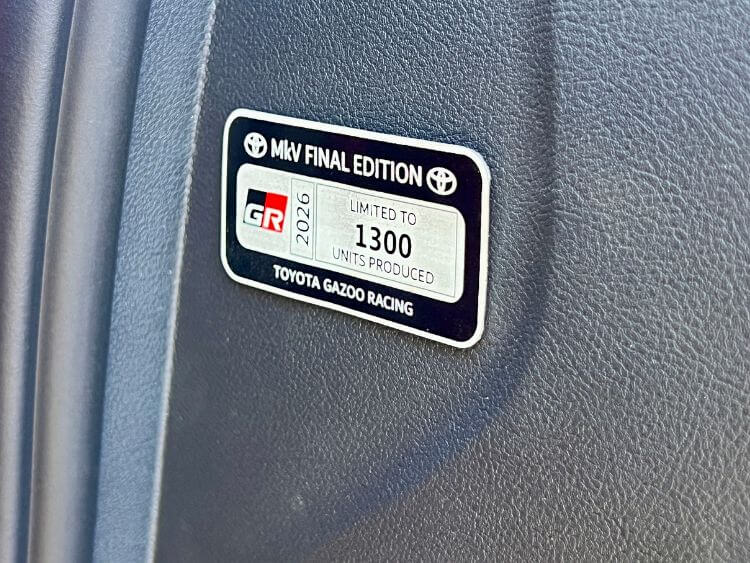 MkV FINAL EDITION
GR
2026
LIMITED TO
1300
UNITS PRODUCED
TOYOTA GAZOO RACING